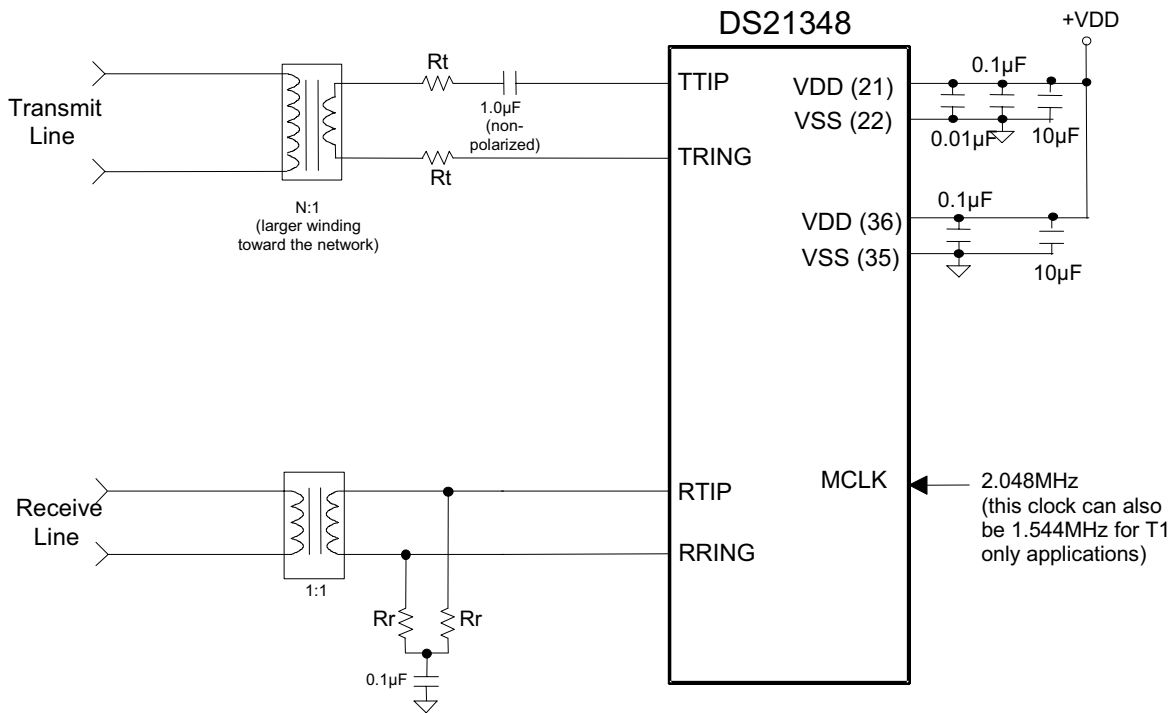 DS21348
+VDD
Transmit
Line
Rt
1.0µF
(non-
polarized)
Rt
N:1
(larger winding
toward the network)
TTIP
TRING
VDD (21)
VSS (22)
0.1µF
0.01µF
10µF
VDD (36)
VSS (35)
0.1µF
10µF
Receive
Line
1:1
RTIP
RRING
MCLK
2.048MHz
(this clock can also
be 1.544MHz for T1
only applications)
Rr
Rr
0.1µF